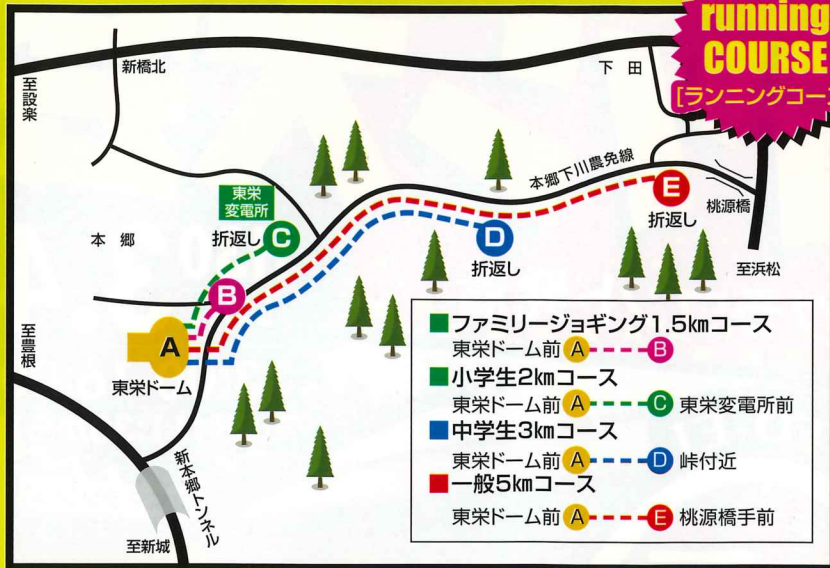 running
COURSE
[ランニングコー
至設楽
新橋北
下田
本郷下川農免線
東栄
変電所
本郷
折返し
C
D
折返し
E
折返し
桃源橋
至浜松
B
A
東栄ドーム
至豊根
新本郷トンネル
至新城
ファミリージョギング1.5kmコース
東栄ドーム前 A B
小学生2kmコース
東栄ドーム前 A C 東栄変電所前
中学生3kmコース
東栄ドーム前 A D 峠付近
一般5kmコース
東栄ドーム前 A E 桃源橋手前